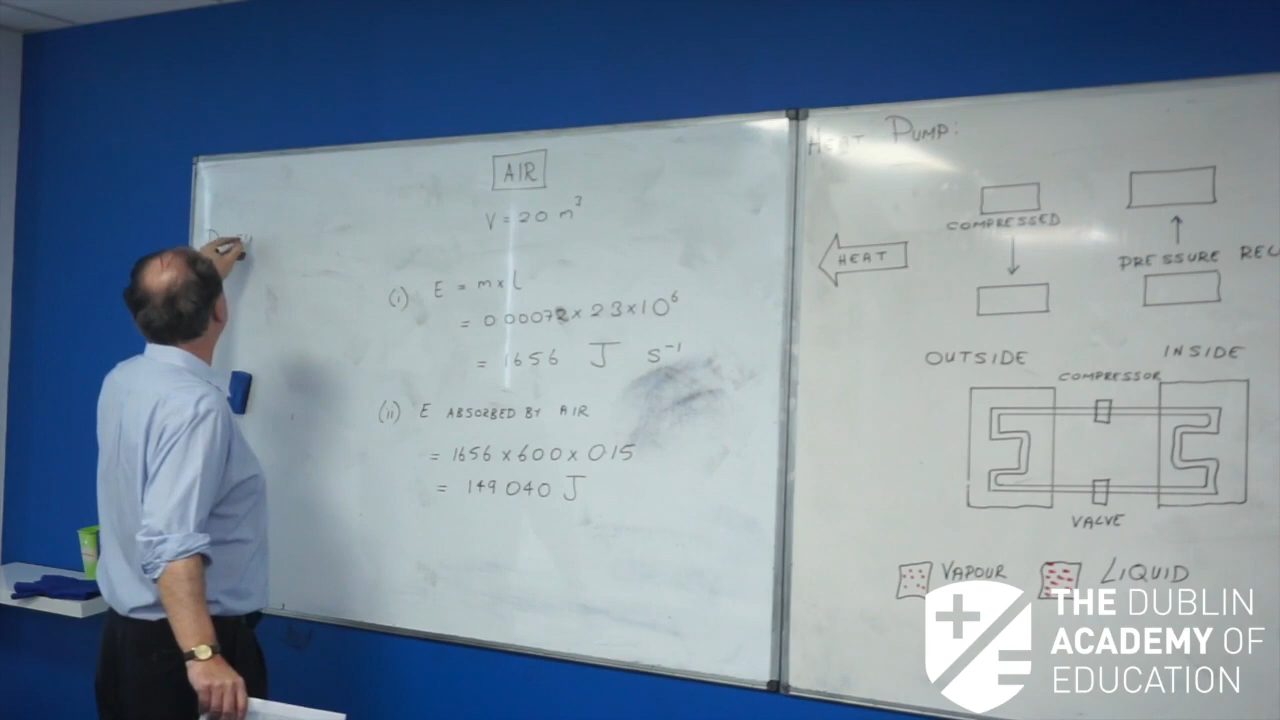 AIR
V = 20 m³
(i) E = m × l
= 0.00072 × 2.3 × 10⁶
= 1656 J s⁻¹
(ii) E ABSORBED BY AIR
= 1656 × 600 × 0.15
= 149 040 J
HEAT PUMP:
COMPRESSED
HEAT
PRESSURE REL
OUTSIDE
INSIDE
COMPRESSOR
VALVE
VAPOUR
LIQUID
THE DUBLIN
ACADEMY OF
EDUCATION